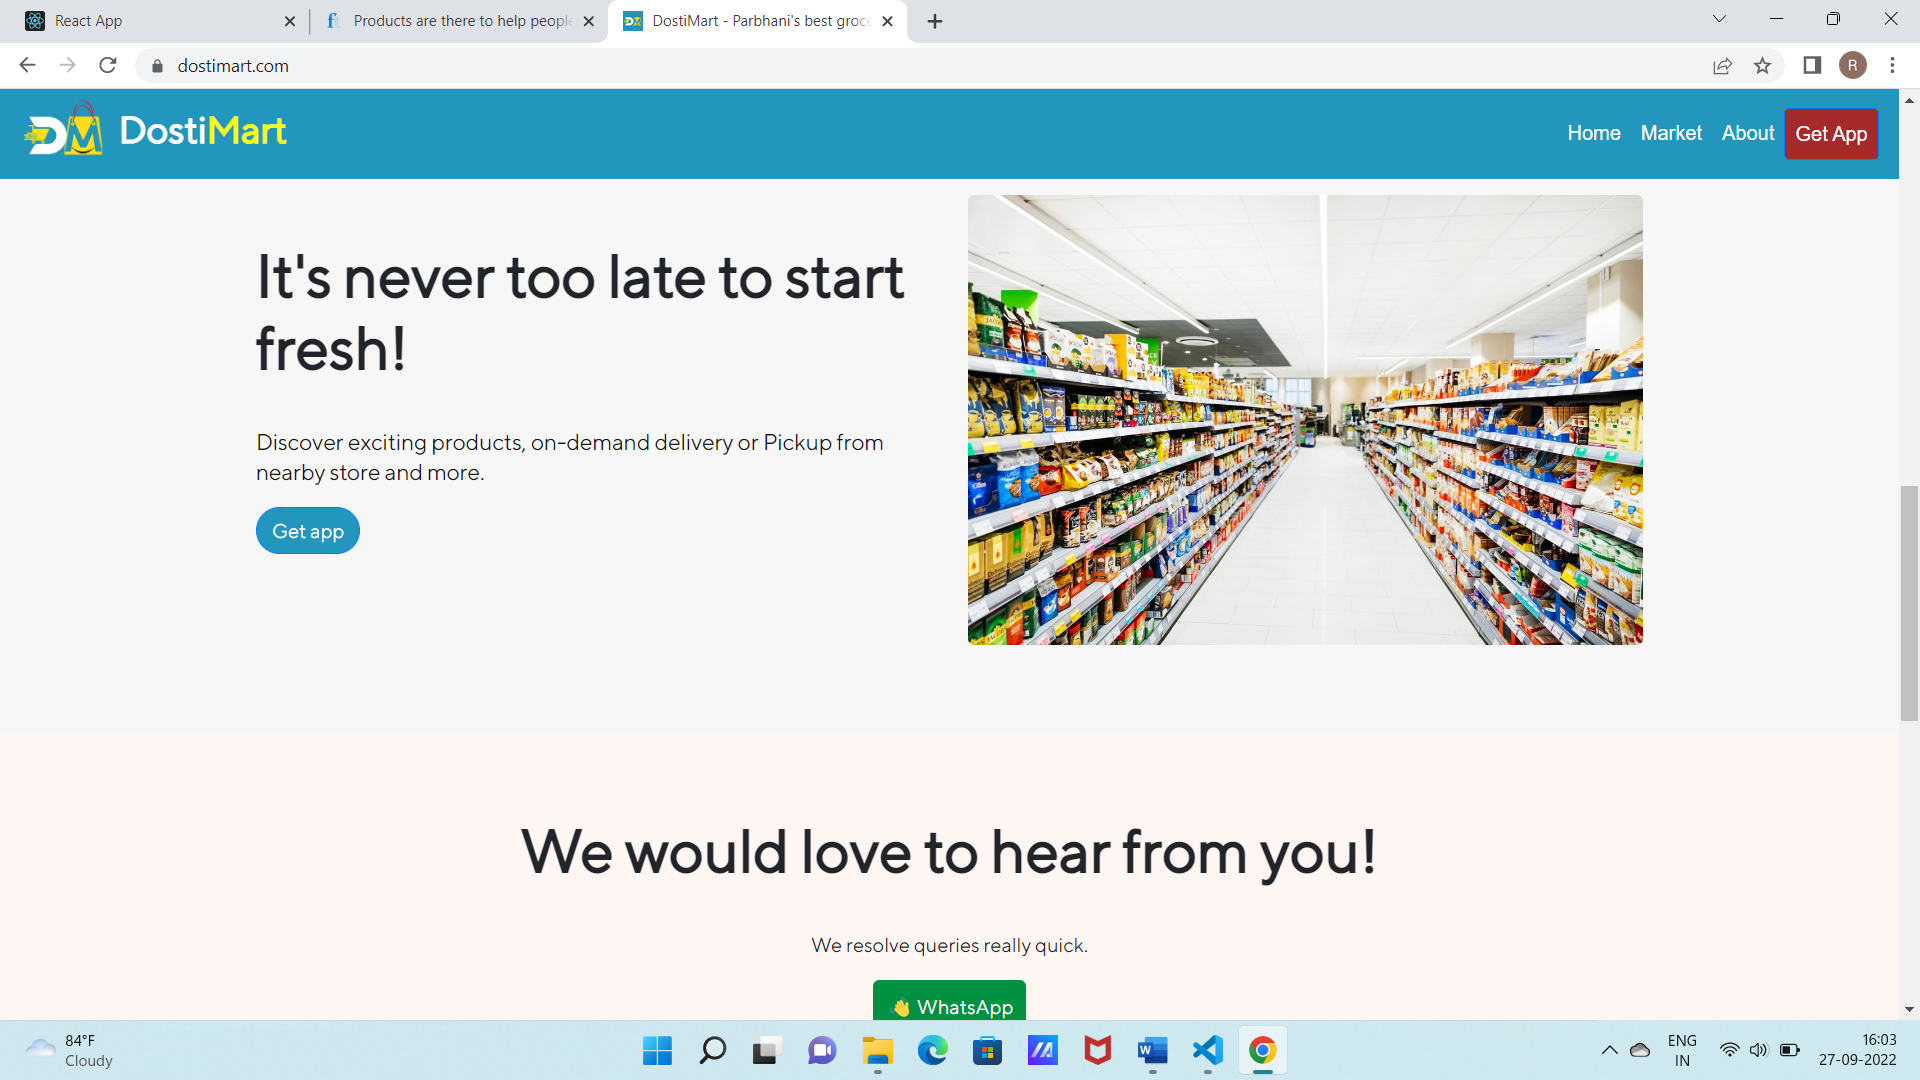 React App
Products are there to help people
DostiMart - Parbhani's best groce
dostimart.com
R
DM
DostiMart
Home
Market
About
Get App
It's never too late to start
fresh!
Discover exciting products, on-demand delivery or Pickup from
nearby store and more.
Get app
We would love to hear from you!
We resolve queries really quick.
👋 WhatsApp
84°F
Cloudy
ENG
IN
16:03
27-09-2022